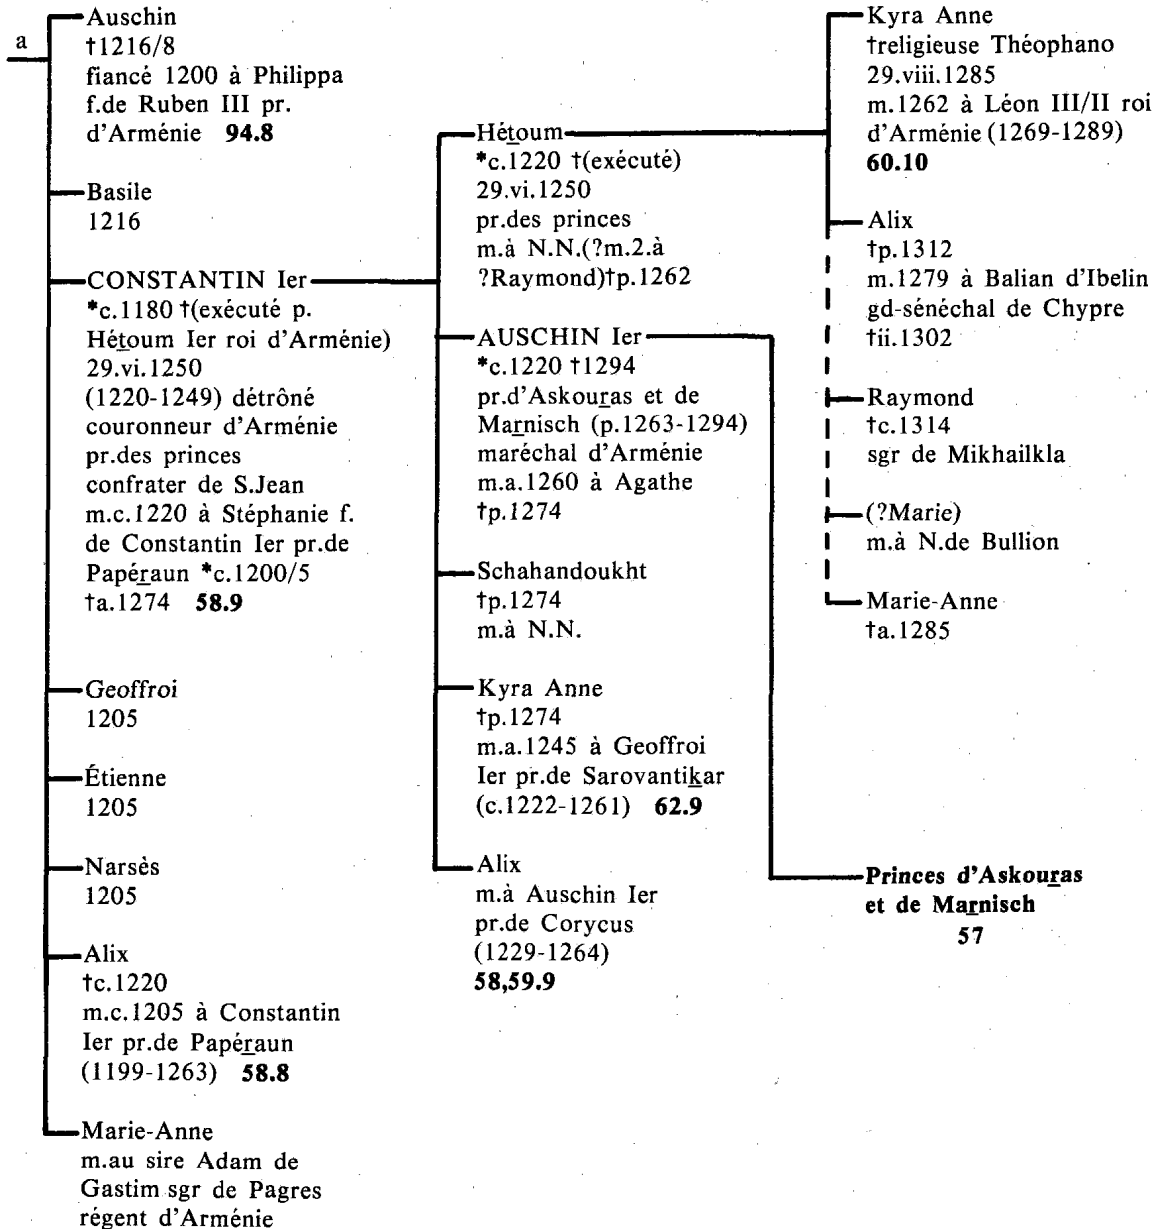 a
Auschin
†1216/8
fiancé 1200 à Philippa
f.de Ruben III pr.
d'Arménie 94.8
Basile
1216
CONSTANTIN Ier
*c.1180 †(exécuté p.
Hétoum Ier roi d'Arménie)
29.vi.1250
(1220-1249) détrôné
couronneur d'Arménie
pr.des princes
confrater de S.Jean
m.c.1220 à Stéphanie f.
de Constantin Ier pr.de
Papéraun *c.1200/5
†a.1274 58.9
Geoffroi
1205
Étienne
1205
Narsès
1205
Alix
†c.1220
m.c.1205 à Constantin
Ier pr.de Papéraun
(1199-1263) 58.8
Marie-Anne
m.au sire Adam de
Gastim sgr de Pagres
régent d'Arménie
Hétoum
*c.1220 †(exécuté)
29.vi.1250
pr.des princes
m.à N.N.(?m.2.à
?Raymond)†p.1262
AUSCHIN Ier
*c.1220 †1294
pr.d'Askouras et de
Marnisch (p.1263-1294)
maréchal d'Arménie
m.a.1260 à Agathe
†p.1274
Schahandoukht
†p.1274
m.à N.N.
Kyra Anne
†p.1274
m.a.1245 à Geoffroi
Ier pr.de Sarovantikar
(c.1222-1261) 62.9
Alix
m.à Auschin Ier
pr.de Corycus
(1229-1264)
58,59.9
Kyra Anne
†religieuse Théophano
29.viii.1285
m.1262 à Léon III/II roi
d'Arménie (1269-1289)
60.10
Alix
†p.1312
m.1279 à Balian d'Ibelin
gd-sénéchal de Chypre
†ii.1302
Raymond
†c.1314
sgr de Mikhailkla
(?Marie)
m.à N.de Bullion
Marie-Anne
†a.1285
Princes d'Askouras
et de Marnisch
57